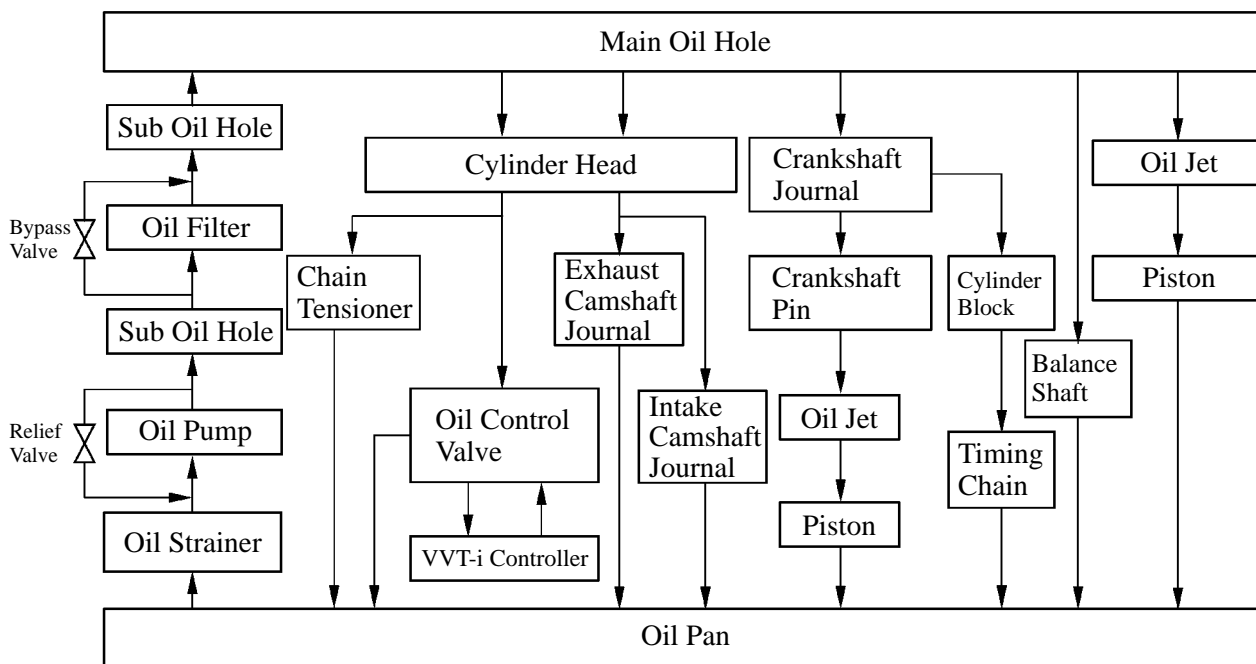 Main Oil Hole
Sub Oil Hole
Cylinder Head
Crankshaft
Journal
Oil Jet
Bypass
Valve
Oil Filter
Chain
Tensioner
Exhaust
Camshaft
Journal
Crankshaft
Pin
Cylinder
Block
Piston
Sub Oil Hole
Balance
Shaft
Relief
Valve
Oil Pump
Oil Control
Valve
Intake
Camshaft
Journal
Oil Jet
Timing
Chain
Oil Strainer
VVT-i Controller
Piston
Oil Pan